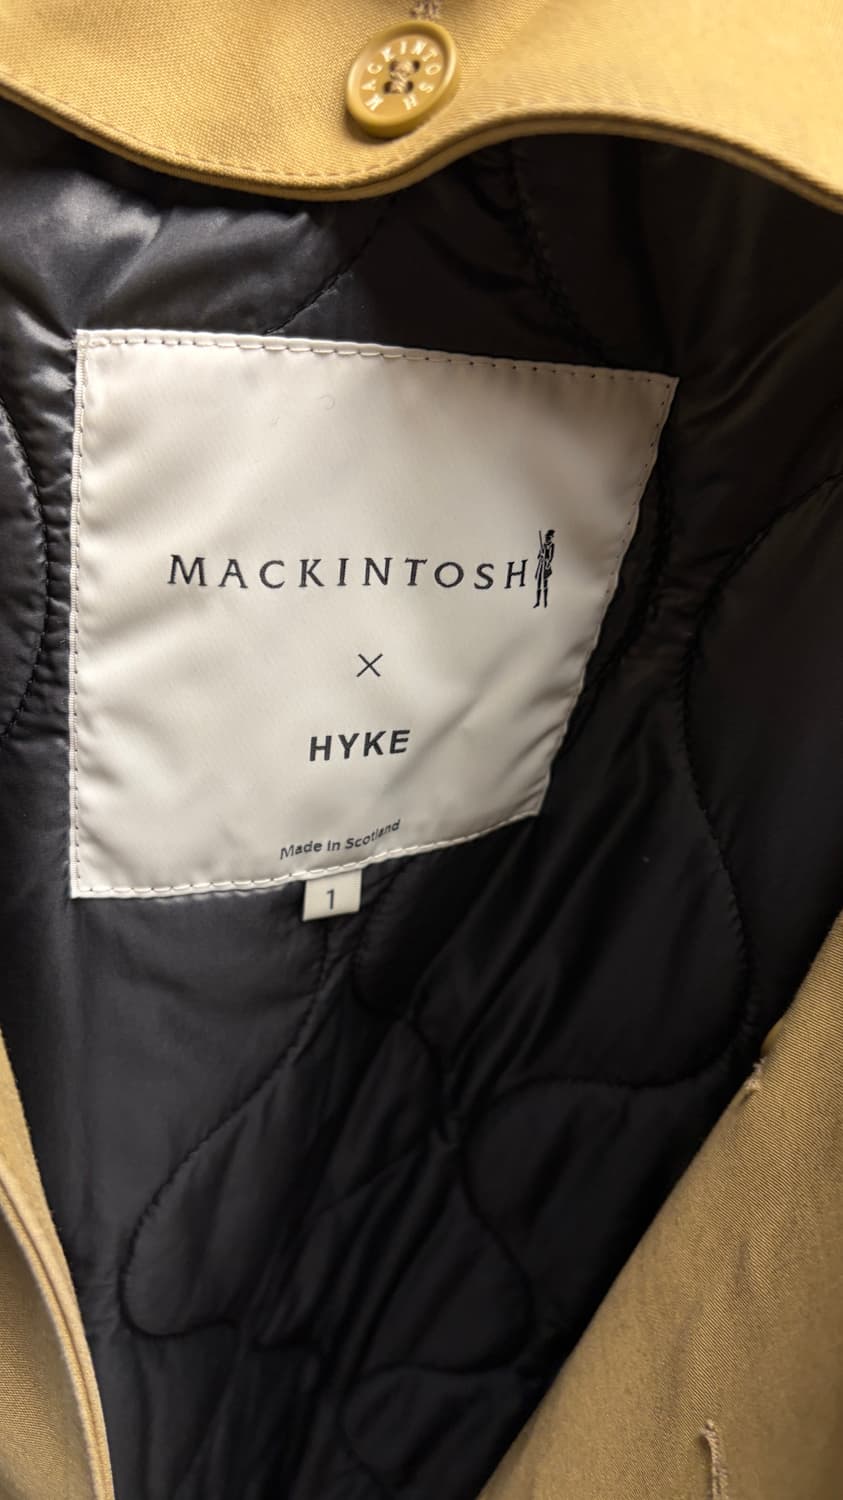 MACKINTOSH
MACKINTOSH
×
HYKE
Made in Scotland
1